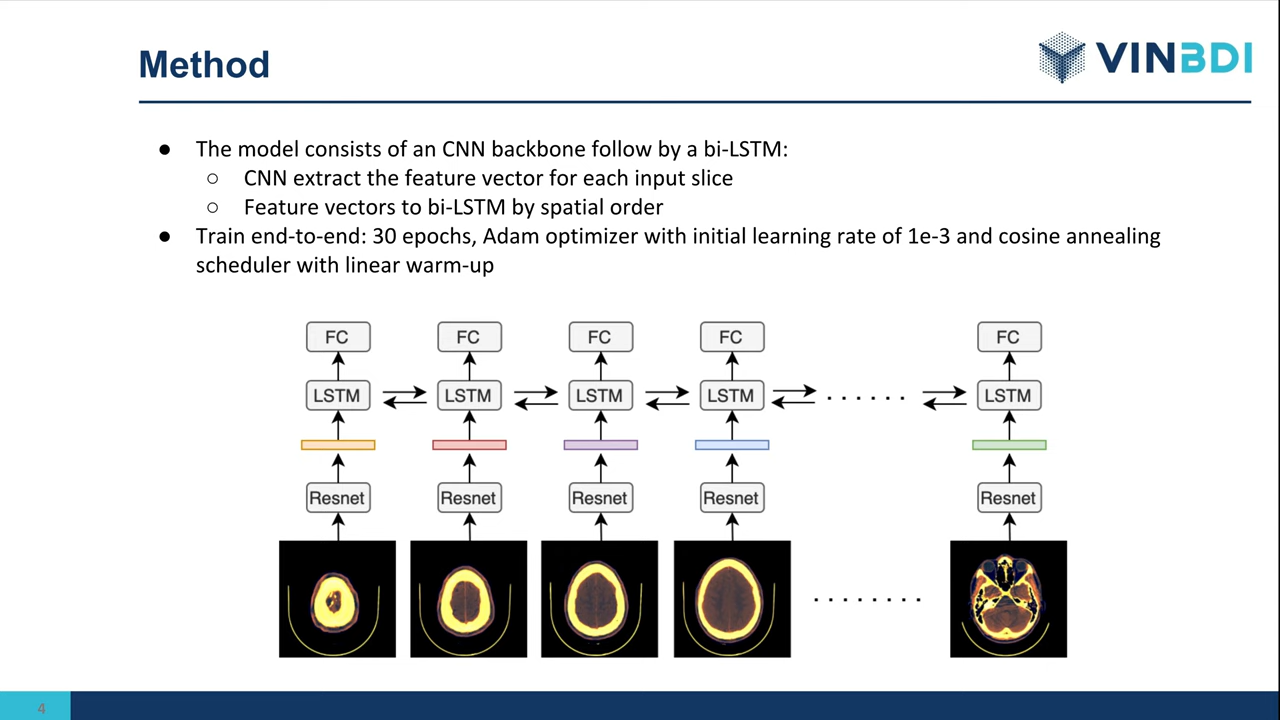 Method
VINBDI
● The model consists of an CNN backbone follow by a bi-LSTM:
○ CNN extract the feature vector for each input slice
○ Feature vectors to bi-LSTM by spatial order
● Train end-to-end: 30 epochs, Adam optimizer with initial learning rate of 1e-3 and cosine annealing
scheduler with linear warm-up
FC FC FC FC FC
LSTM LSTM LSTM LSTM . . . . . . LSTM
Resnet Resnet Resnet Resnet Resnet
. . . . . . . .
4